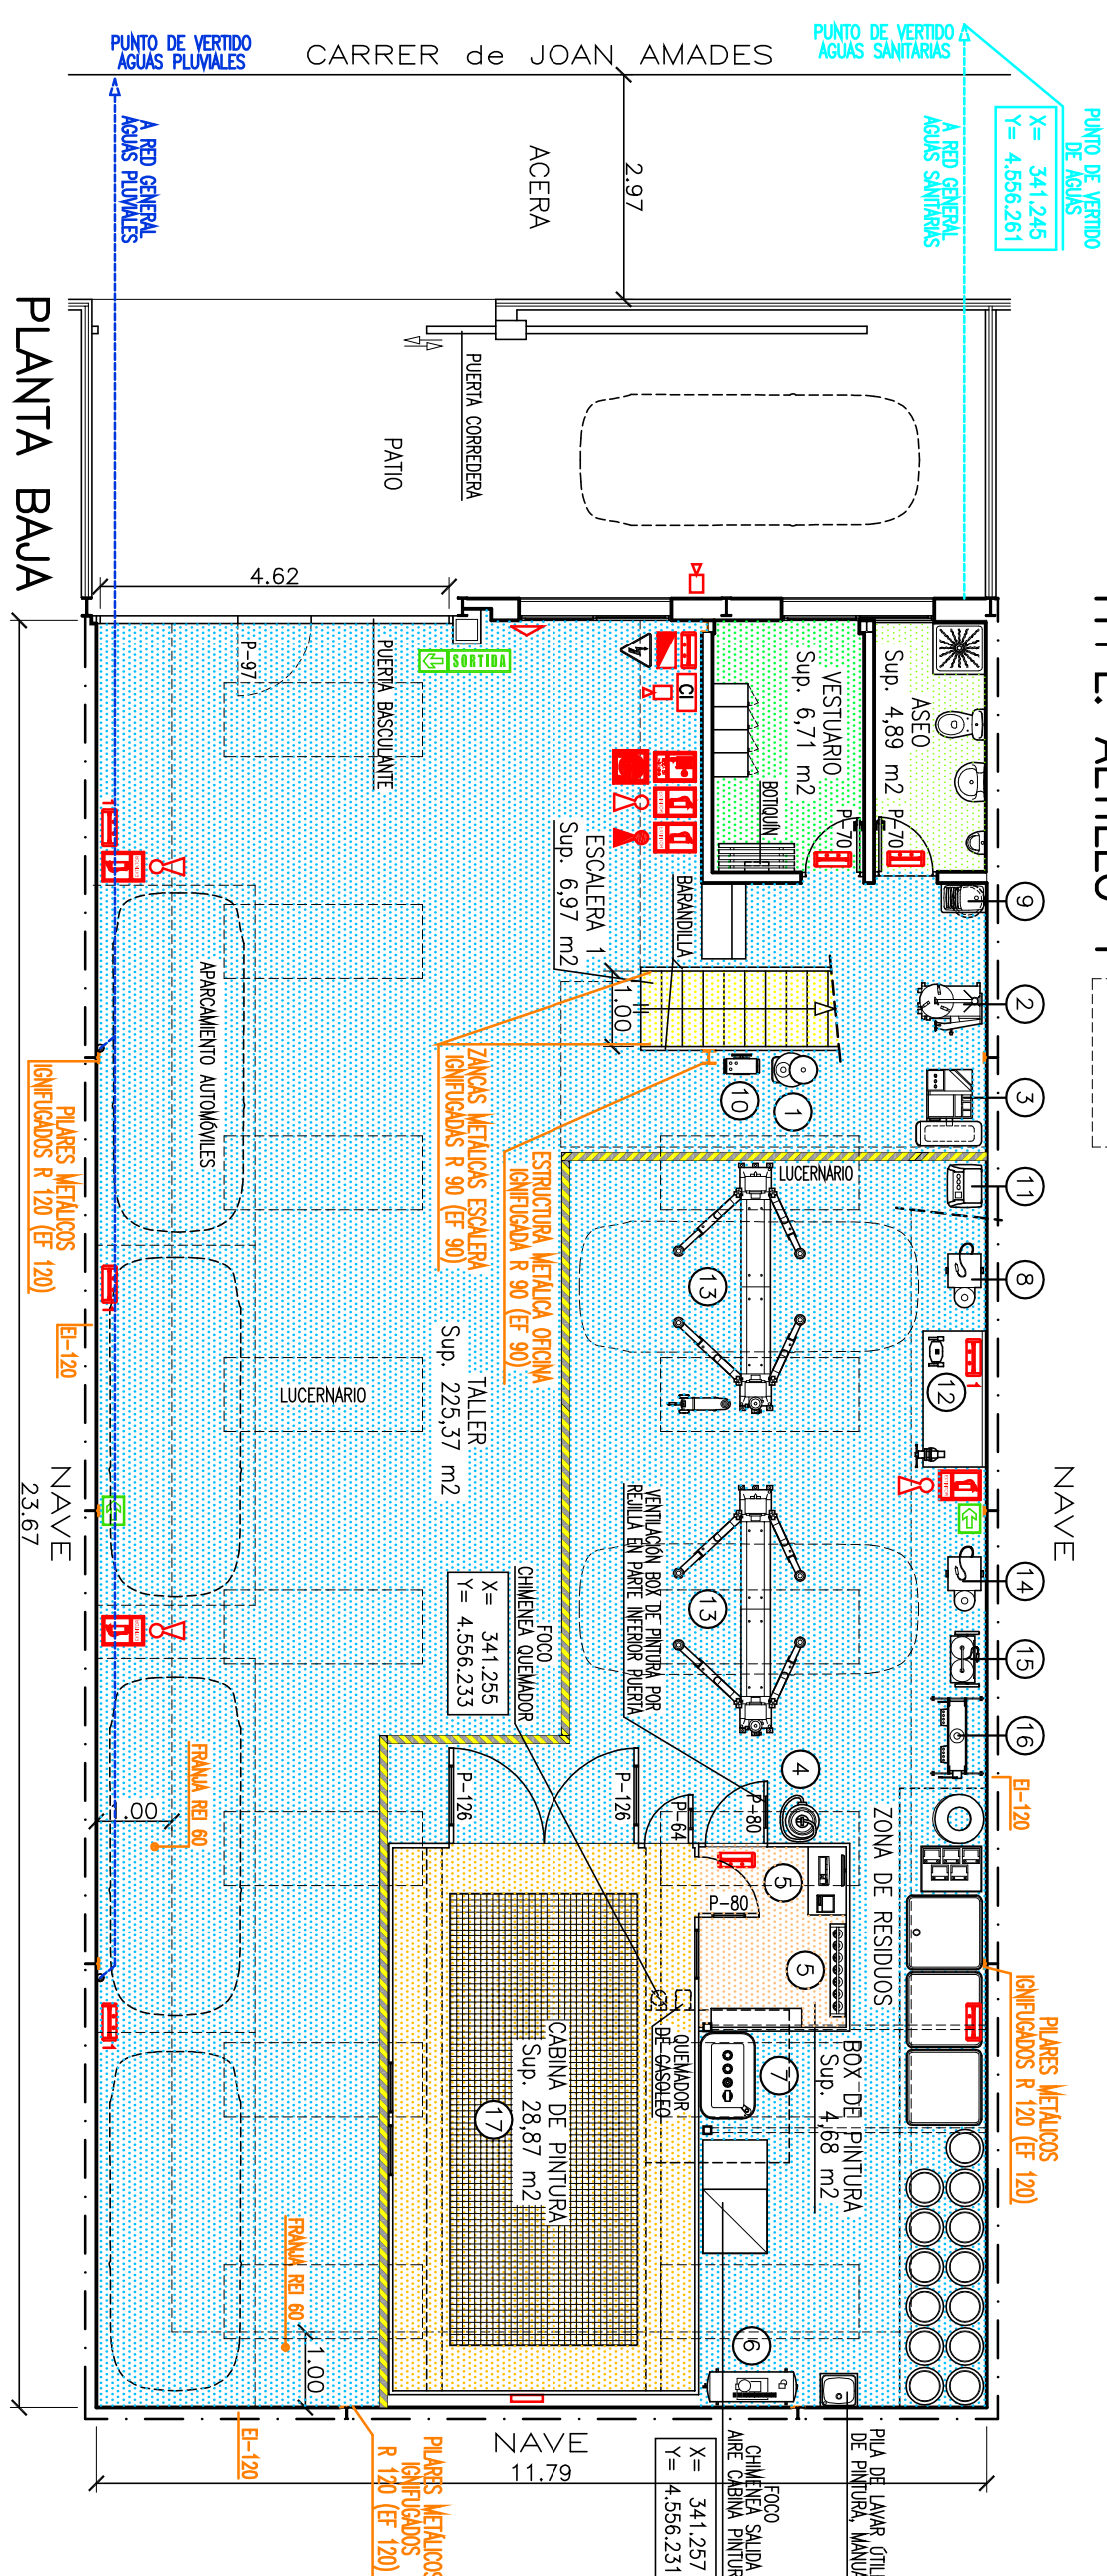 PUNTO DE VERTIDO
AGUAS PLUVIALES
CARRER de JOAN AMADES
PUNTO DE VERTIDO
AGUAS SANITARIAS
PUNTO DE VERTIDO
DE AGUAS
X= 341.245
Y= 4.556.261
A RED GENERAL
AGUAS PLUVIALES
A RED GENERAL
AGUAS SANITARIAS
ACERA
2.97
PUERTA CORREDERA
PATIO
PLANTA BAJA
4.62
P-97
PUERTA BASCULANTE
SORTIDA
CI
VESTUARIO
Sup. 6,71 m2
ASEO
Sup. 4,89 m2
P-70
P-70
BOTIQUÍN
ESCALERA 1
Sup. 6,97 m2
BARANDILLA
1.00
9
2
3
1
10
11
8
12
13
13
14
15
16
1
1
1
1
APARCAMIENTO AUTOMÓVILES
ZANCAS METÁLICAS ESCALERA
IGNIFUGADAS R 90 (EF 90)
ESTRUCTURA METÁLICA OFICINA
IGNIFUGADA R 90 (EF 90)
PILARES METÁLICOS
IGNIFUGADOS R 120 (EF 120)
EI-120
LUCERNARIO
LUCERNARIO
TALLER
Sup. 225,37 m2
NAVE
23.67
NAVE
VENTILACIÓN BOX DE PINTURA POR
REJILLA EN PARTE INFERIOR PUERTA
FOCO
CHIMENEA QUEMADOR
X= 341.255
Y= 4.556.233
FRANJA REI 60
1.00
P-126
P-126
P-64
P-80
P-80
4
5
5
EI-120
ZONA DE RESIDUOS
PILARES METÁLICOS
IGNIFUGADOS R 120 (EF 120)
BOX DE PINTURA
Sup. 4,68 m2
7
QUEMADOR
DE GASOLEO
CABINA DE PINTURA
Sup. 28,87 m2
17
6
FRANJA REI 60
1.00
EI-120
PILARES METÁLICOS
IGNIFUGADOS
R 120 (EF 120)
NAVE
11.79
FOCO
CHIMENEA SALIDA
AIRE CABINA
X= 341.257
Y= 4.556.231
PILA DE LAVAR
DE PINTURA,